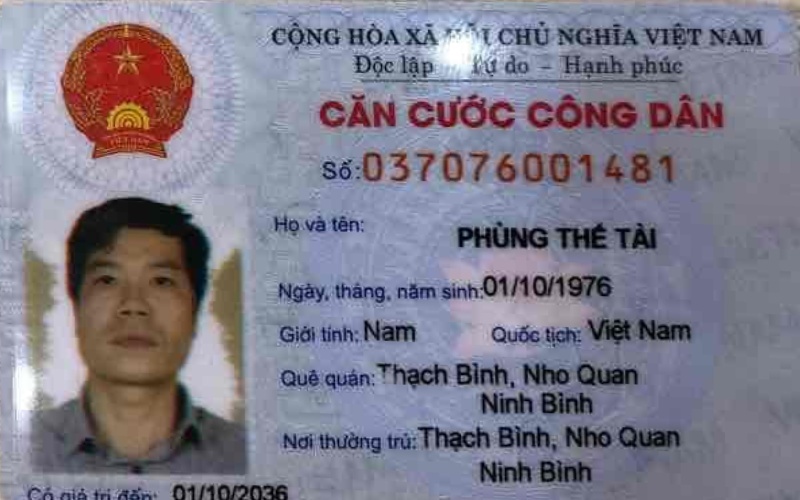 CỘNG HÒA XÃ HỘI CHỦ NGHĨA VIỆT NAM
Độc lập – Tự do – Hạnh phúc
CĂN CƯỚC CÔNG DÂN
Số: 037076001481
Họ và tên:
PHÙNG THẾ TÀI
Ngày, tháng, năm sinh: 01/10/1976
Giới tính: Nam Quốc tịch: Việt Nam
Quê quán: Thạch Bình, Nho Quan
Ninh Bình
Nơi thường trú: Thạch Bình, Nho Quan
Ninh Bình
Có giá trị đến: 01/10/2036